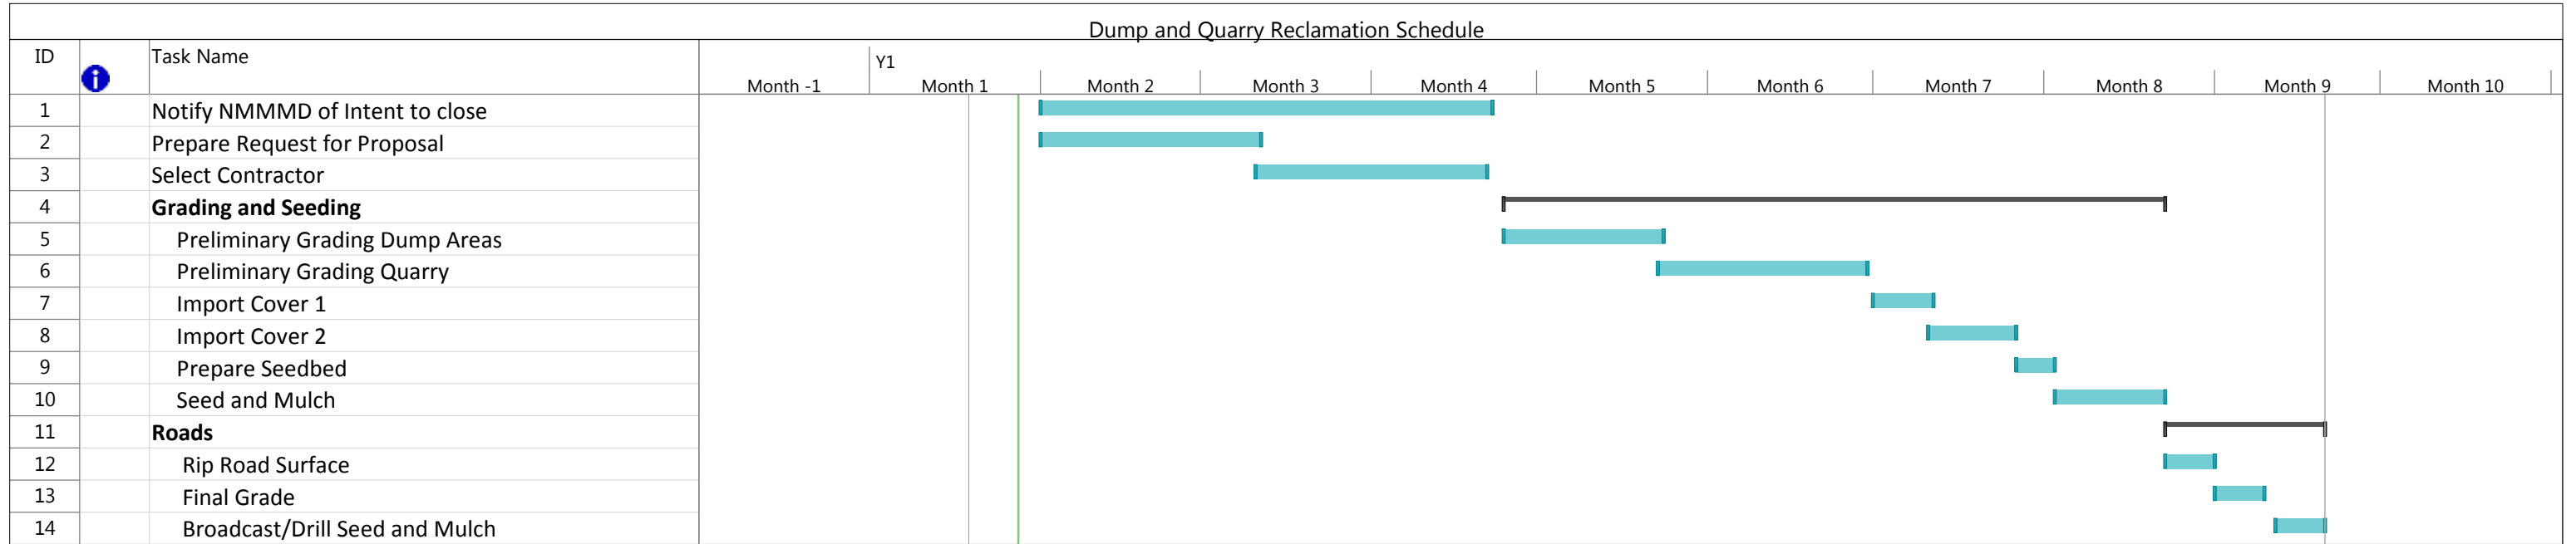 Dump and Quarry Reclamation Schedule
ID Task Name Y1
Month -1 Month 1 Month 2 Month 3 Month 4 Month 5 Month 6 Month 7 Month 8 Month 9 Month 10
1 Notify NMMMD of Intent to close
2 Prepare Request for Proposal
3 Select Contractor
4 Grading and Seeding
5 Preliminary Grading Dump Areas
6 Preliminary Grading Quarry
7 Import Cover 1
8 Import Cover 2
9 Prepare Seedbed
10 Seed and Mulch
11 Roads
12 Rip Road Surface
13 Final Grade
14 Broadcast/Drill Seed and Mulch